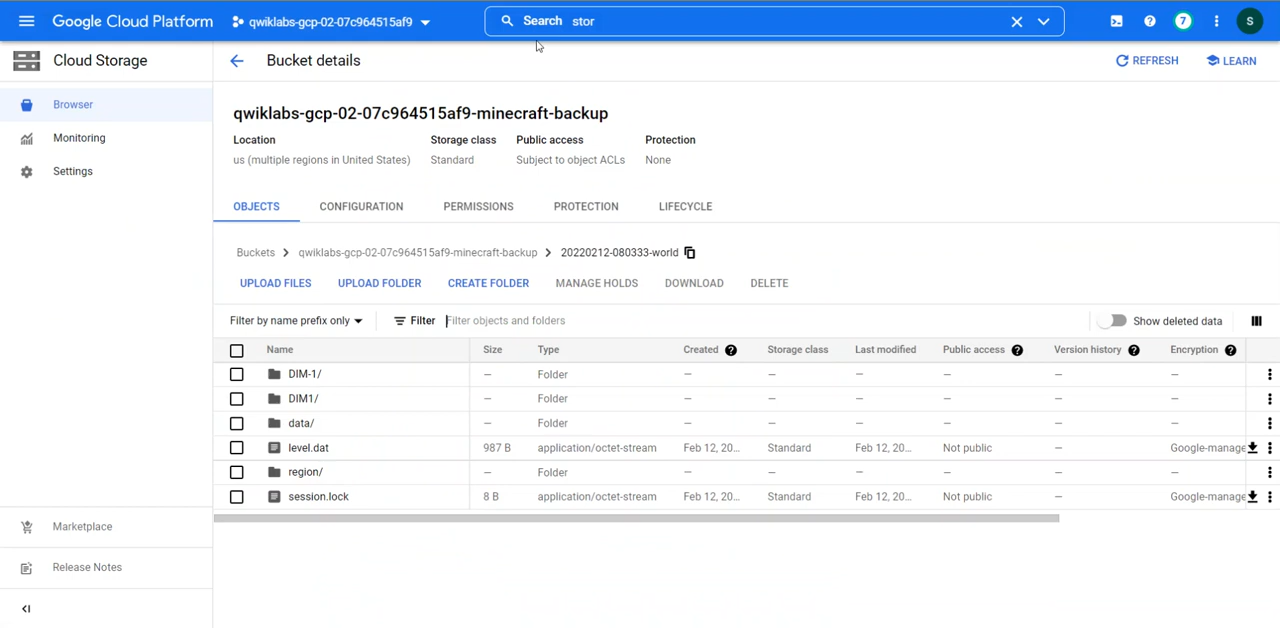 Google Cloud Platform qwiklabs-gcp-02-07c964515af9 Search stor 7 S
Cloud Storage Bucket details REFRESH LEARN
Browser
Monitoring
Settings
Marketplace
Release Notes
qwiklabs-gcp-02-07c964515af9-minecraft-backup
Location Storage class Public access Protection
us (multiple regions in United States) Standard Subject to object ACLs None
OBJECTS CONFIGURATION PERMISSIONS PROTECTION LIFECYCLE
Buckets > qwiklabs-gcp-02-07c964515af9-minecraft-backup > 20220212-080333-world
UPLOAD FILES UPLOAD FOLDER CREATE FOLDER MANAGE HOLDS DOWNLOAD DELETE
Filter by name prefix only Filter Filter objects and folders Show deleted data
Name Size Type Created Storage class Last modified Public access Version history Encryption
DIM-1/ — Folder — — — — — —
DIM1/ — Folder — — — — — —
data/ — Folder — — — — — —
level.dat 987 B application/octet-stream Feb 12, 20... Standard Feb 12, 20... Not public — Google-manage
region/ — Folder — — — — — —
session.lock 8 B application/octet-stream Feb 12, 20... Standard Feb 12, 20... Not public — Google-manage